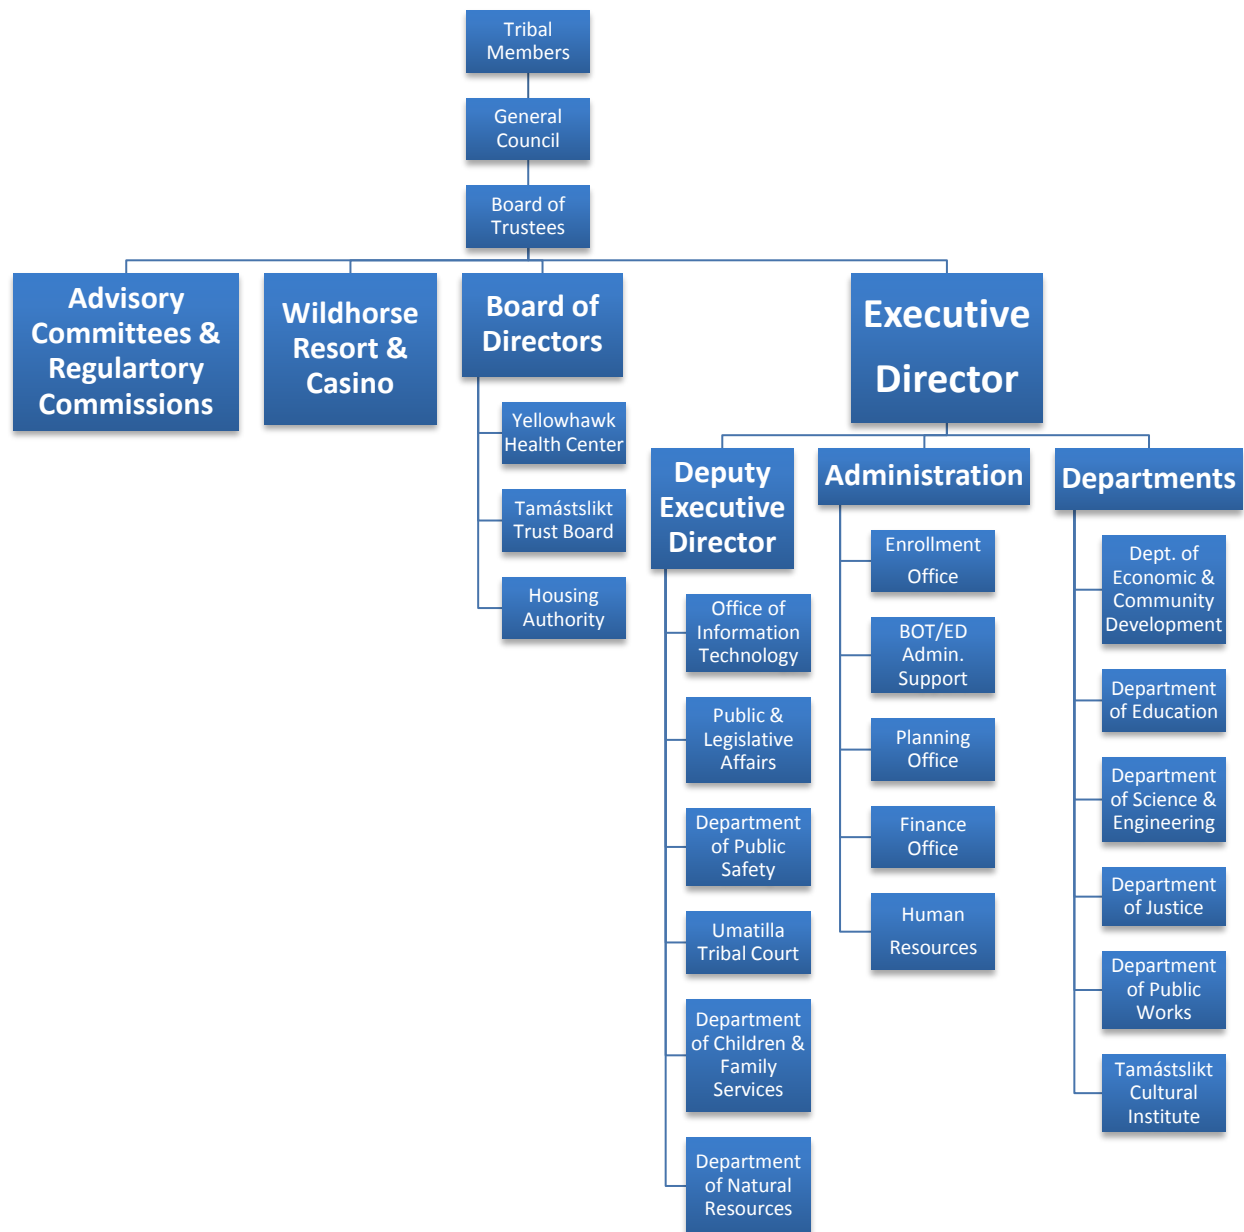 Tribal
Members
General
Council
Board of
Trustees
Advisory
Committees &
Regulartory
Commissions
Wildhorse
Resort &
Casino
Board of
Directors
Executive
Director
Yellowhawk
Health Center
Tamástslikt
Trust Board
Housing
Authority
Deputy
Executive
Director
Office of
Information
Technology
Public &
Legislative
Affairs
Department
of Public
Safety
Umatilla
Tribal Court
Department
of Children &
Family
Services
Department
of Natural
Resources
Administration
Enrollment
Office
BOT/ED
Admin.
Support
Planning
Office
Finance
Office
Human
Resources
Departments
Dept. of
Economic &
Community
Development
Department
of Education
Department
of Science &
Engineering
Department
of Justice
Department
of Public
Works
Tamástslikt
Cultural
Institute